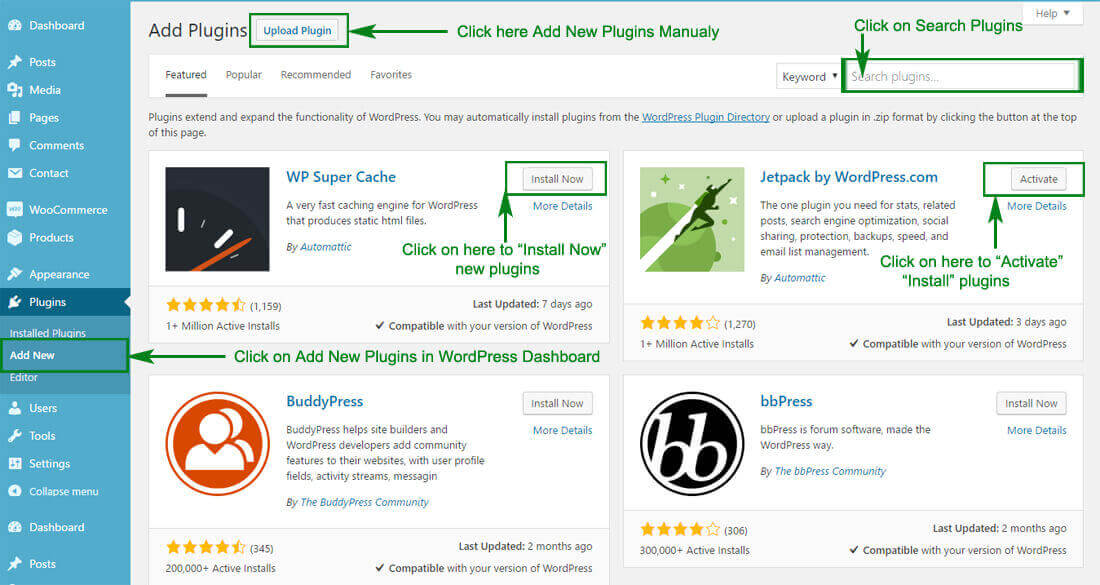 Help ▼
Dashboard
Posts
Media
Pages
Comments
Contact
WooCommerce
Products
Appearance
Plugins
Installed Plugins
Add New
Editor
Users
Tools
Settings
Collapse menu
Dashboard
Posts
Add Plugins
Upload Plugin
Click here Add New Plugins Manualy
Click on Search Plugins
Featured
Popular
Recommended
Favorites
Keyword ▼
Search plugins...
Plugins extend and expand the functionality of WordPress. You may automatically install plugins from the WordPress Plugin Directory or upload a plugin in .zip format by clicking the button at the top
of this page.
WP Super Cache
Install Now
More Details
A very fast caching engine for WordPress
that produces static html files.
By Automattic
Click on here to “Install Now”
new plugins
(1,159)
1+ Million Active Installs
Last Updated: 7 days ago
✔ Compatible with your version of WordPress
Jetpack by WordPress.com
Activate
More Details
The one plugin you need for stats, related
posts, search engine optimization, social
sharing, protection, backups, speed, and
email list management.
By Automattic
Click on here to “Activate”
“Install” plugins
(1,270)
1+ Million Active Installs
Last Updated: 3 days ago
✔ Compatible with your version of WordPress
Click on Add New Plugins in WordPress Dashboard
BuddyPress
Install Now
More Details
BuddyPress helps site builders and
WordPress developers add community
features to their websites, with user profile
fields, activity streams, messagin
By The BuddyPress Community
(345)
200,000+ Active Installs
Last Updated: 2 months ago
✔ Compatible with your version of WordPress
bb
bbPress
Install Now
More Details
bbPress is forum software, made the
WordPress way.
By The bbPress Community
(306)
300,000+ Active Installs
Last Updated: 2 months ago
✔ Compatible with your version of WordPress